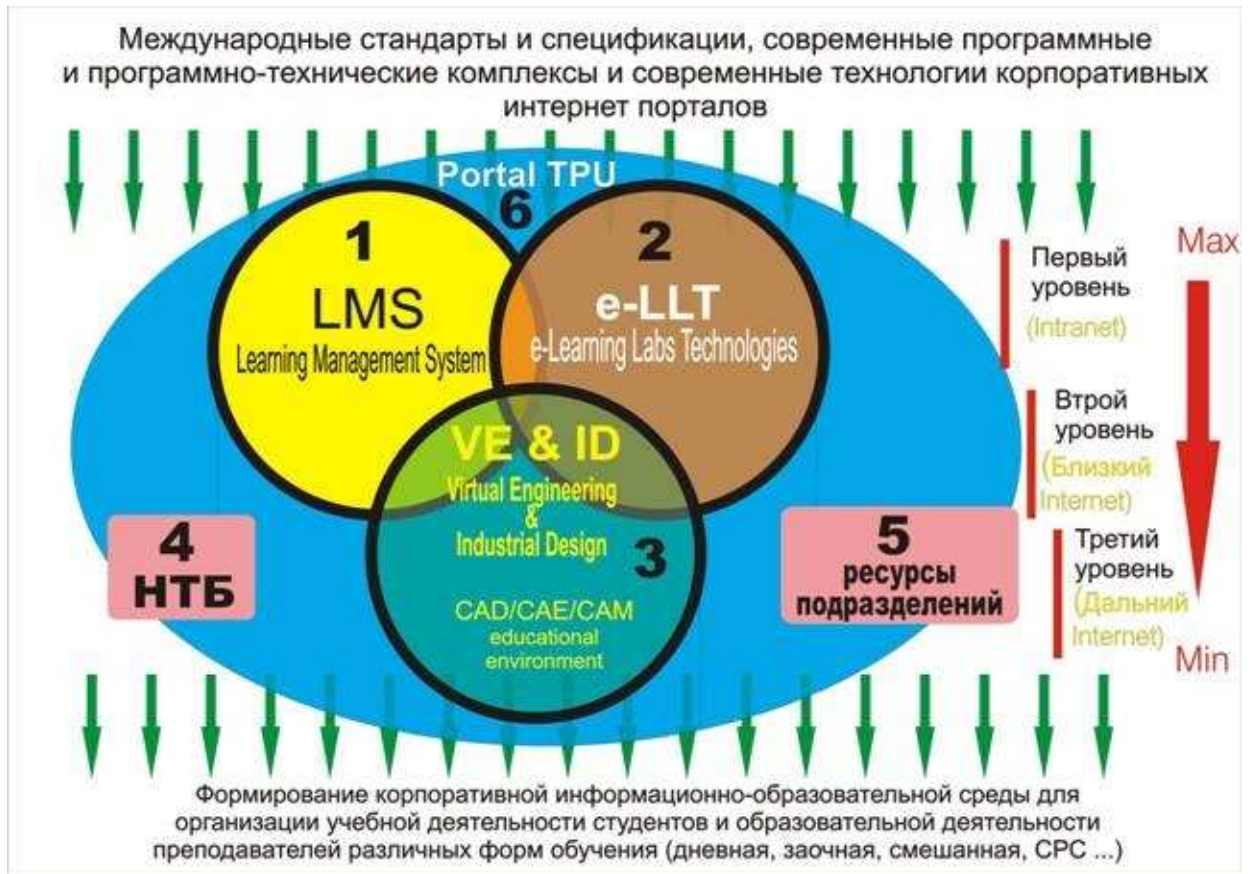 Международные стандарты и спецификации, современные программные
и программно-технические комплексы и современные технологии корпоративных
интернет порталов
Portal TPU
6
1
LMS
Learning Management System
2
e-LLT
e-Learning Labs Technologies
VE & ID
Virtual Engineering
&
Industrial Design
3
CAD/CAE/CAM
educational
environment
4
НТБ
5
ресурсы
подразделений
Первый
уровень
(Intranet)
Втрой
уровень
(Близкий
Internet)
Третий
уровень
(Дальний
Internet)
Max
Min
Формирование корпоративной информационно-образовательной среды для
организации учебной деятельности студентов и образовательной деятельности
преподавателей различных форм обучения (дневная, заочная, смешанная, СРС ...)